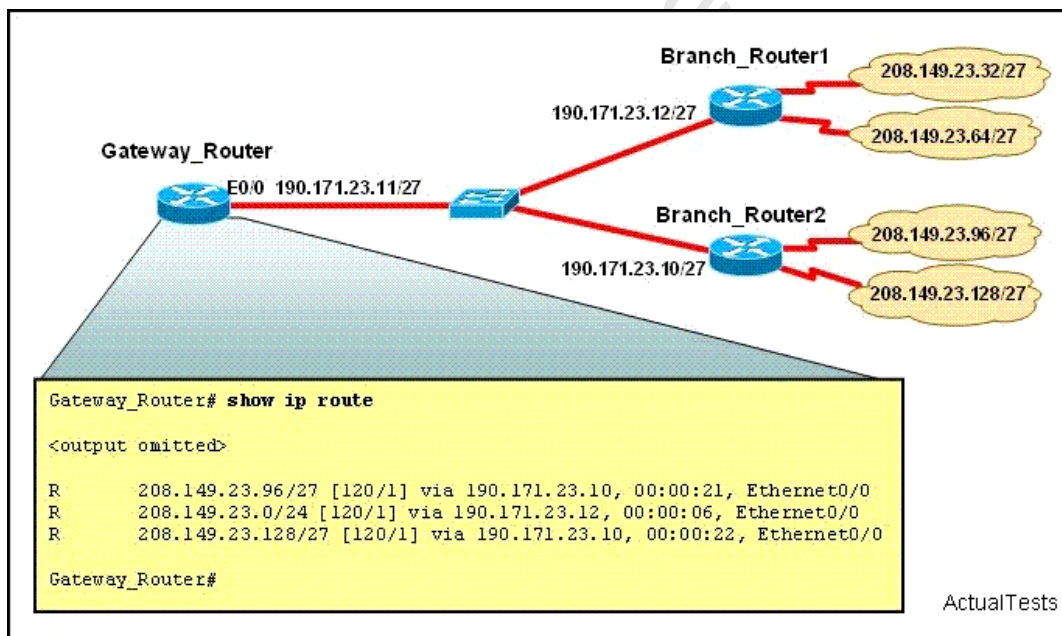 Branch_Router1
208.149.23.32/27
190.171.23.12/27
208.149.23.64/27
Gateway_Router
E0/0 190.171.23.11/27
Branch_Router2
208.149.23.96/27
190.171.23.10/27
208.149.23.128/27
Gateway_Router# show ip route
<output omitted>
R 208.149.23.96/27 [120/1] via 190.171.23.10, 00:00:21, Ethernet0/0
R 208.149.23.0/24 [120/1] via 190.171.23.12, 00:00:06, Ethernet0/0
R 208.149.23.128/27 [120/1] via 190.171.23.10, 00:00:22, Ethernet0/0
Gateway_Router#
ActualTests